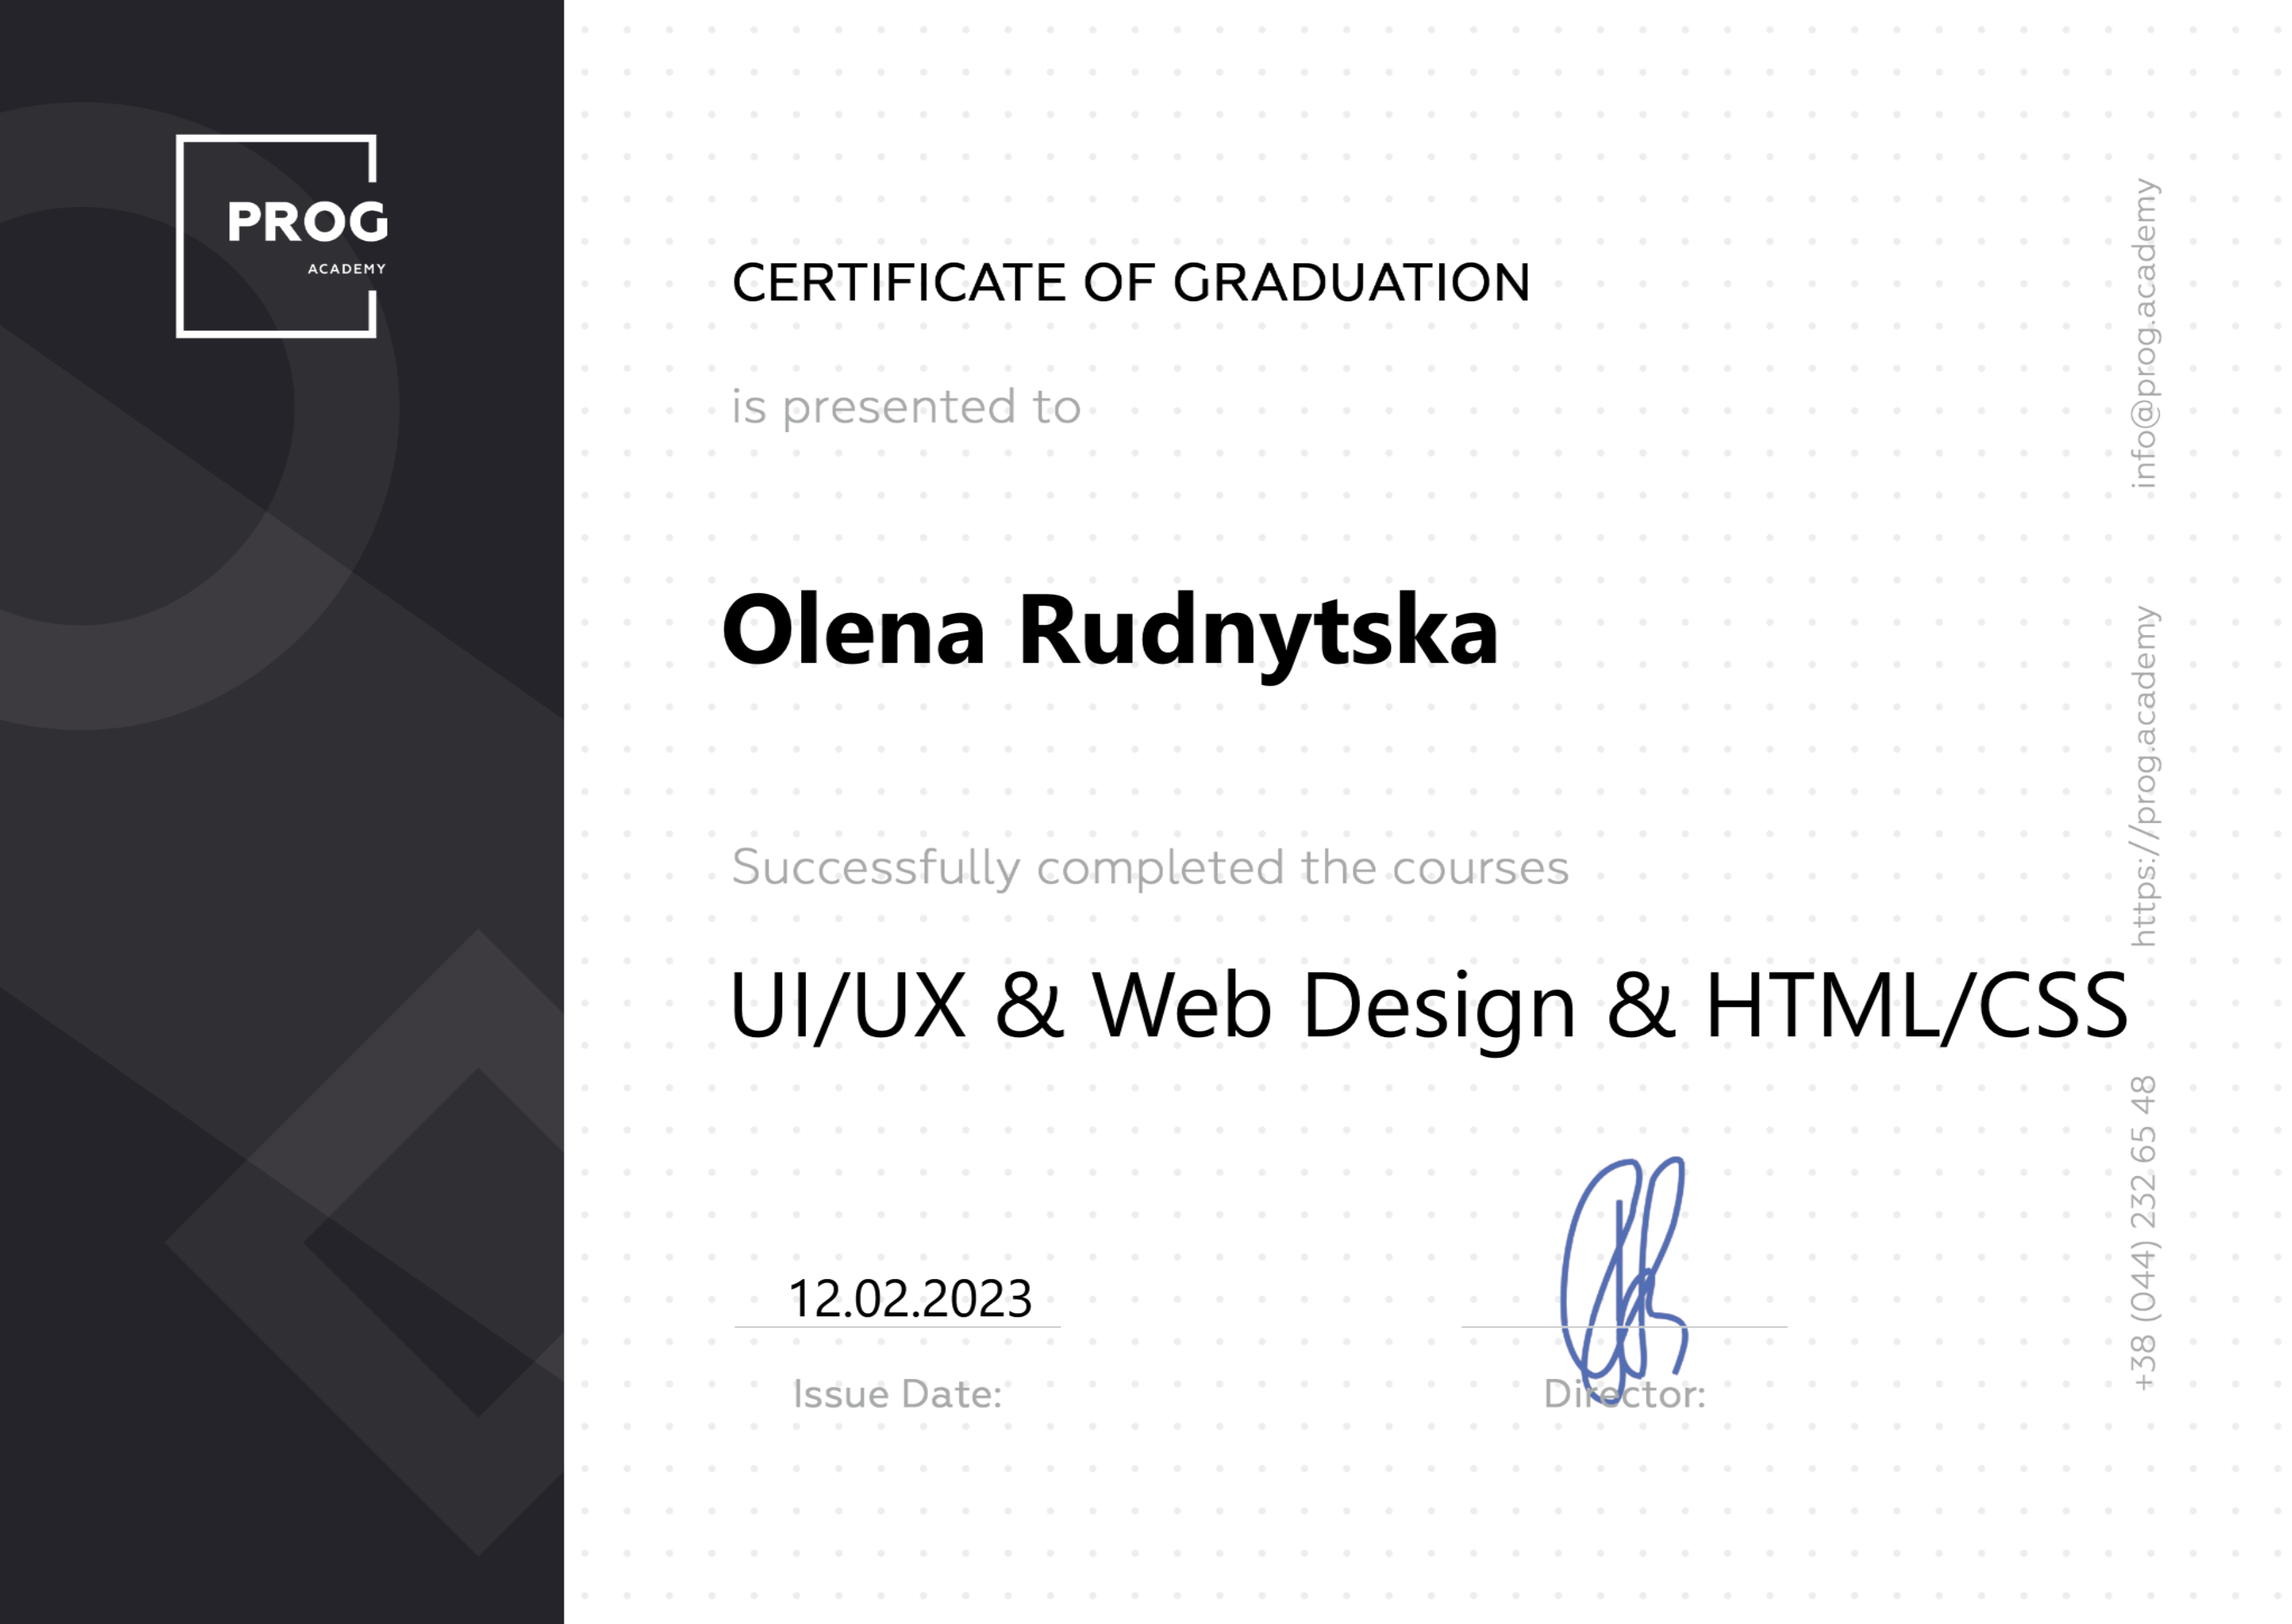 PROG
ACADEMY
CERTIFICATE OF GRADUATION
is presented to
Olena Rudnytska
Successfully completed the courses
UI/UX & Web Design & HTML/CSS
12.02.2023
Issue Date:
Director:
info@prog.academy
https://prog.academy
+38 (044) 232 65 48